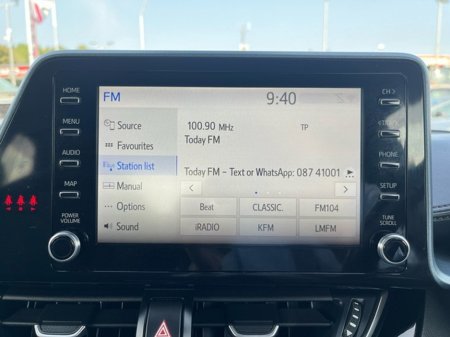 FM
9:40
HOME
MENU
AUDIO
MAP
POWER
VOLUME
Source
Favourites
Station list
Manual
Options
Sound
100.90 MHz
TP
Today FM
Today FM - Text or WhatsApp: 087 41001
Beat
CLASSIC.
FM104
iRADIO
KFM
LMFM
CH >
PHONE
SETUP
TUNE
SCROLL